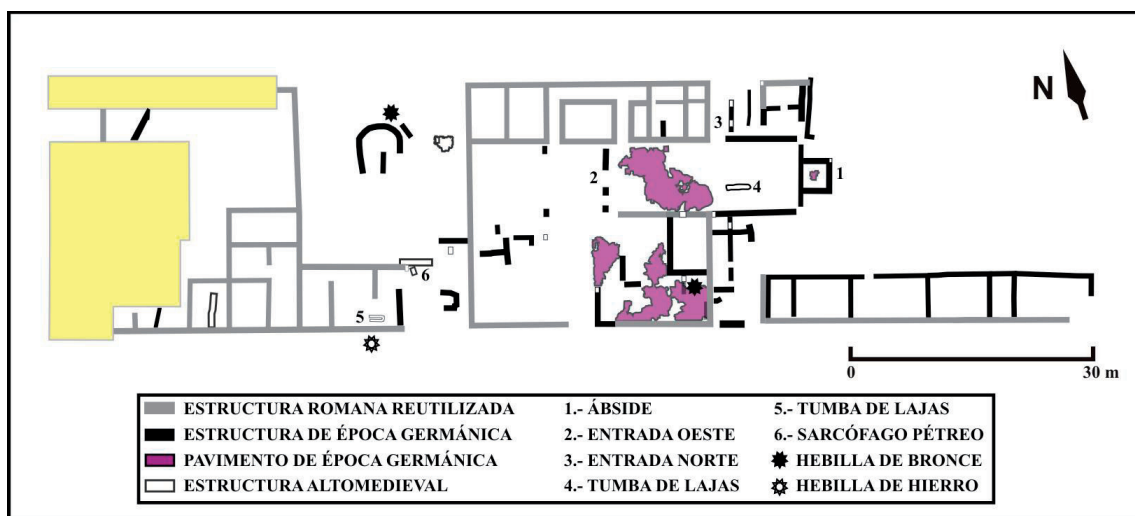 N
3
1
2
4
6
5
0 30 m
ESTRUCTURA ROMANA REUTILIZADA
ESTRUCTURA DE ÉPOCA GERMÁNICA
PAVIMENTO DE ÉPOCA GERMÁNICA
ESTRUCTURA ALTOMEDIEVAL
1.- ÁBSIDE
2.- ENTRADA OESTE
3.- ENTRADA NORTE
4.- TUMBA DE LAJAS
5.- TUMBA DE LAJAS
6.- SARCÓFAGO PÉTREO
HEBILLA DE BRONCE
HEBILLA DE HIERRO